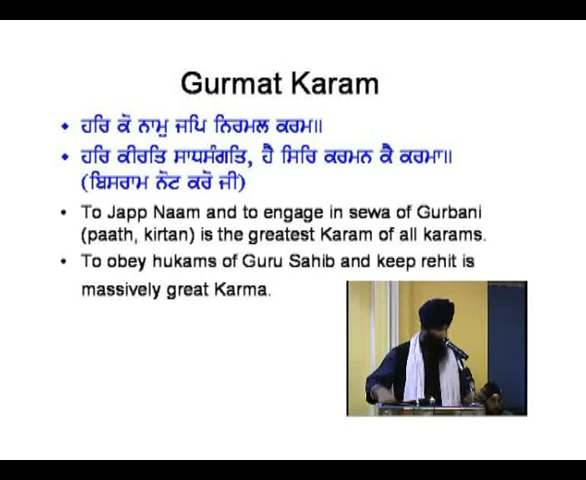 Gurmat Karam
• ਹਰਿ ਕੋ ਨਾਮੁ ਜਪਿ ਨਿਰਮਲ ਕਰਮ॥
• ਹਰਿ ਕੀਰਤਿ ਸਾਧਸੰਗਤਿ, ਹੈ ਸਿਰਿ ਕਰਮਨ ਕੈ ਕਰਮਾ॥
(ਬਿਸਰਾਮ ਨੋਟ ਕਰੋ ਜੀ)
• To Japp Naam and to engage in sewa of Gurbani
(paath, kirtan) is the greatest Karam of all karams.
• To obey hukams of Guru Sahib and keep rehit is
massively great Karma.